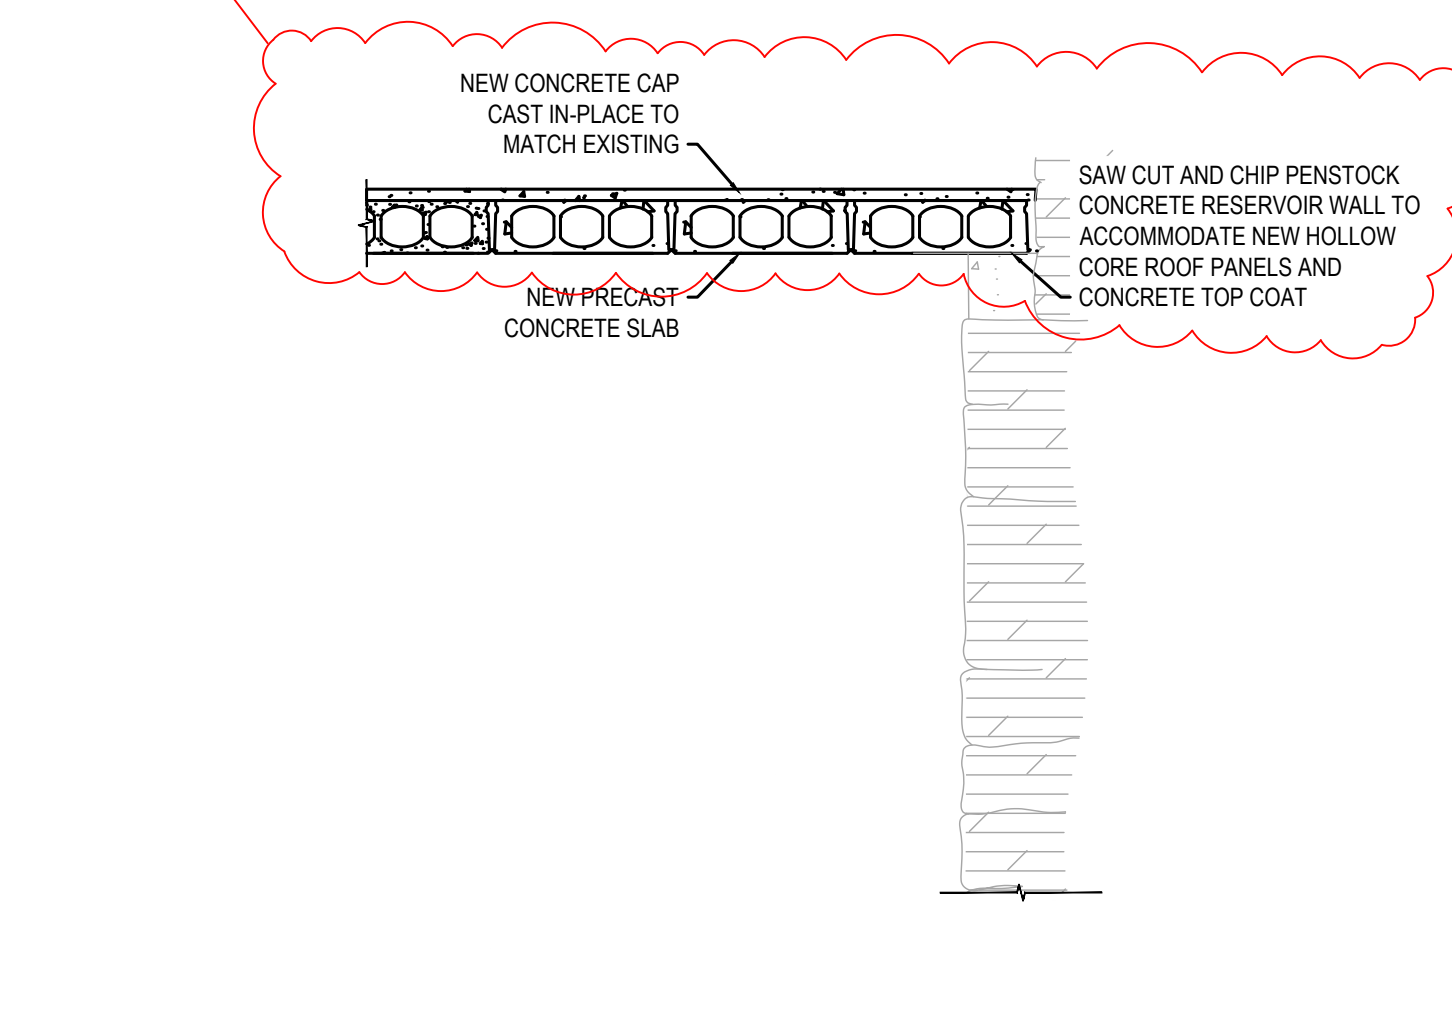 NEW CONCRETE CAP
CAST IN-PLACE TO
MATCH EXISTING
SAW CUT AND CHIP PENSTOCK
CONCRETE RESERVOIR WALL TO
ACCOMMODATE NEW HOLLOW
CORE ROOF PANELS AND
CONCRETE TOP COAT
NEW PRECAST
CONCRETE SLAB